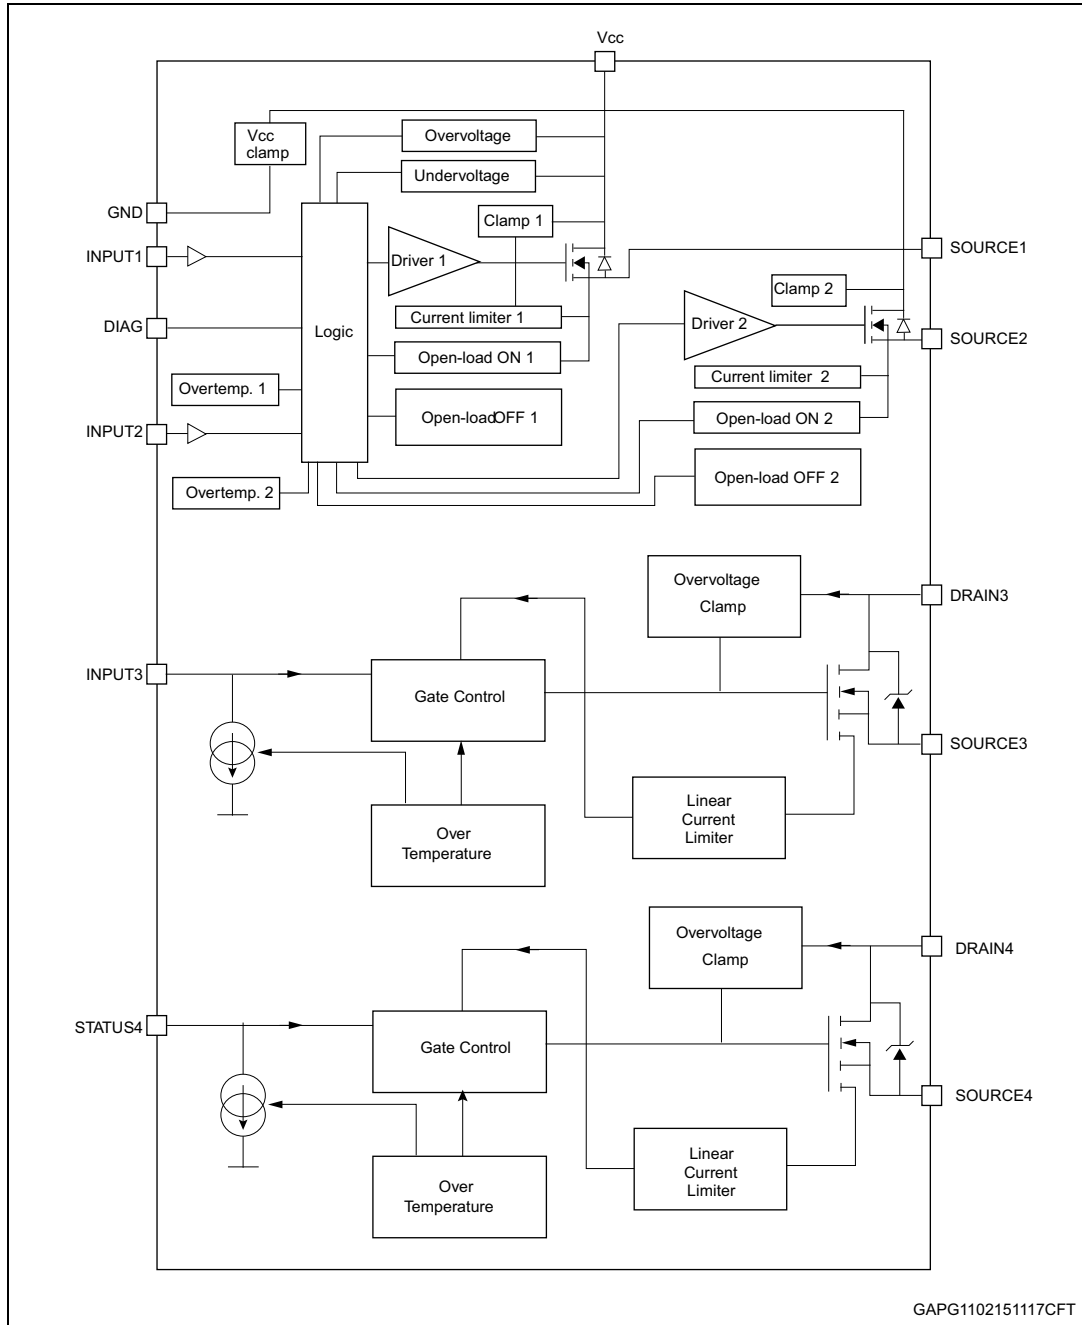 Vcc
Vcc
clamp
Overvoltage
Undervoltage
GND
Clamp 1
INPUT1
Driver 1
SOURCE1
Clamp 2
DIAG
Logic
Current limiter 1
Driver 2
SOURCE2
Open-load ON 1
Overtemp. 1
Current limiter 2
INPUT2
Open-loadOFF 1
Open-load ON 2
Overtemp. 2
Open-load OFF 2
Overvoltage
Clamp
DRAIN3
INPUT3
Gate Control
SOURCE3
Over
Temperature
Linear
Current
Limiter
Overvoltage
Clamp
DRAIN4
STATUS4
Gate Control
SOURCE4
Over
Temperature
Linear
Current
Limiter
GAPG1102151117CFT